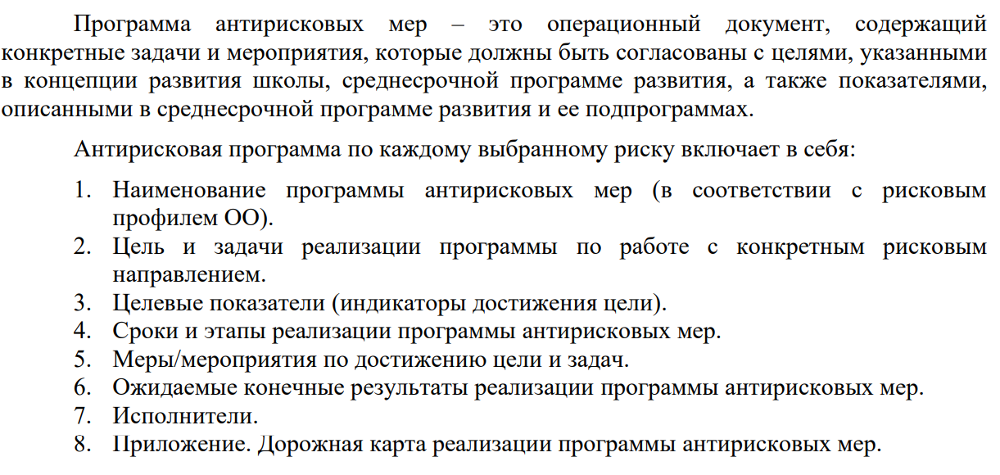 Программа антирисковых мер – это операционный документ, содержащий
конкретные задачи и мероприятия, которые должны быть согласованы с целями, указанными
в концепции развития школы, среднесрочной программе развития, а также показателями,
описанными в среднесрочной программе развития и ее подпрограммах.
Антирисковая программа по каждому выбранному риску включает в себя:
1. Наименование программы антирисковых мер (в соответствии с рисковым
профилем ОО).
2. Цель и задачи реализации программы по работе с конкретным рисковым
направлением.
3. Целевые показатели (индикаторы достижения цели).
4. Сроки и этапы реализации программы антирисковых мер.
5. Меры/мероприятия по достижению цели и задач.
6. Ожидаемые конечные результаты реализации программы антирисковых мер.
7. Исполнители.
8. Приложение. Дорожная карта реализации программы антирисковых мер.